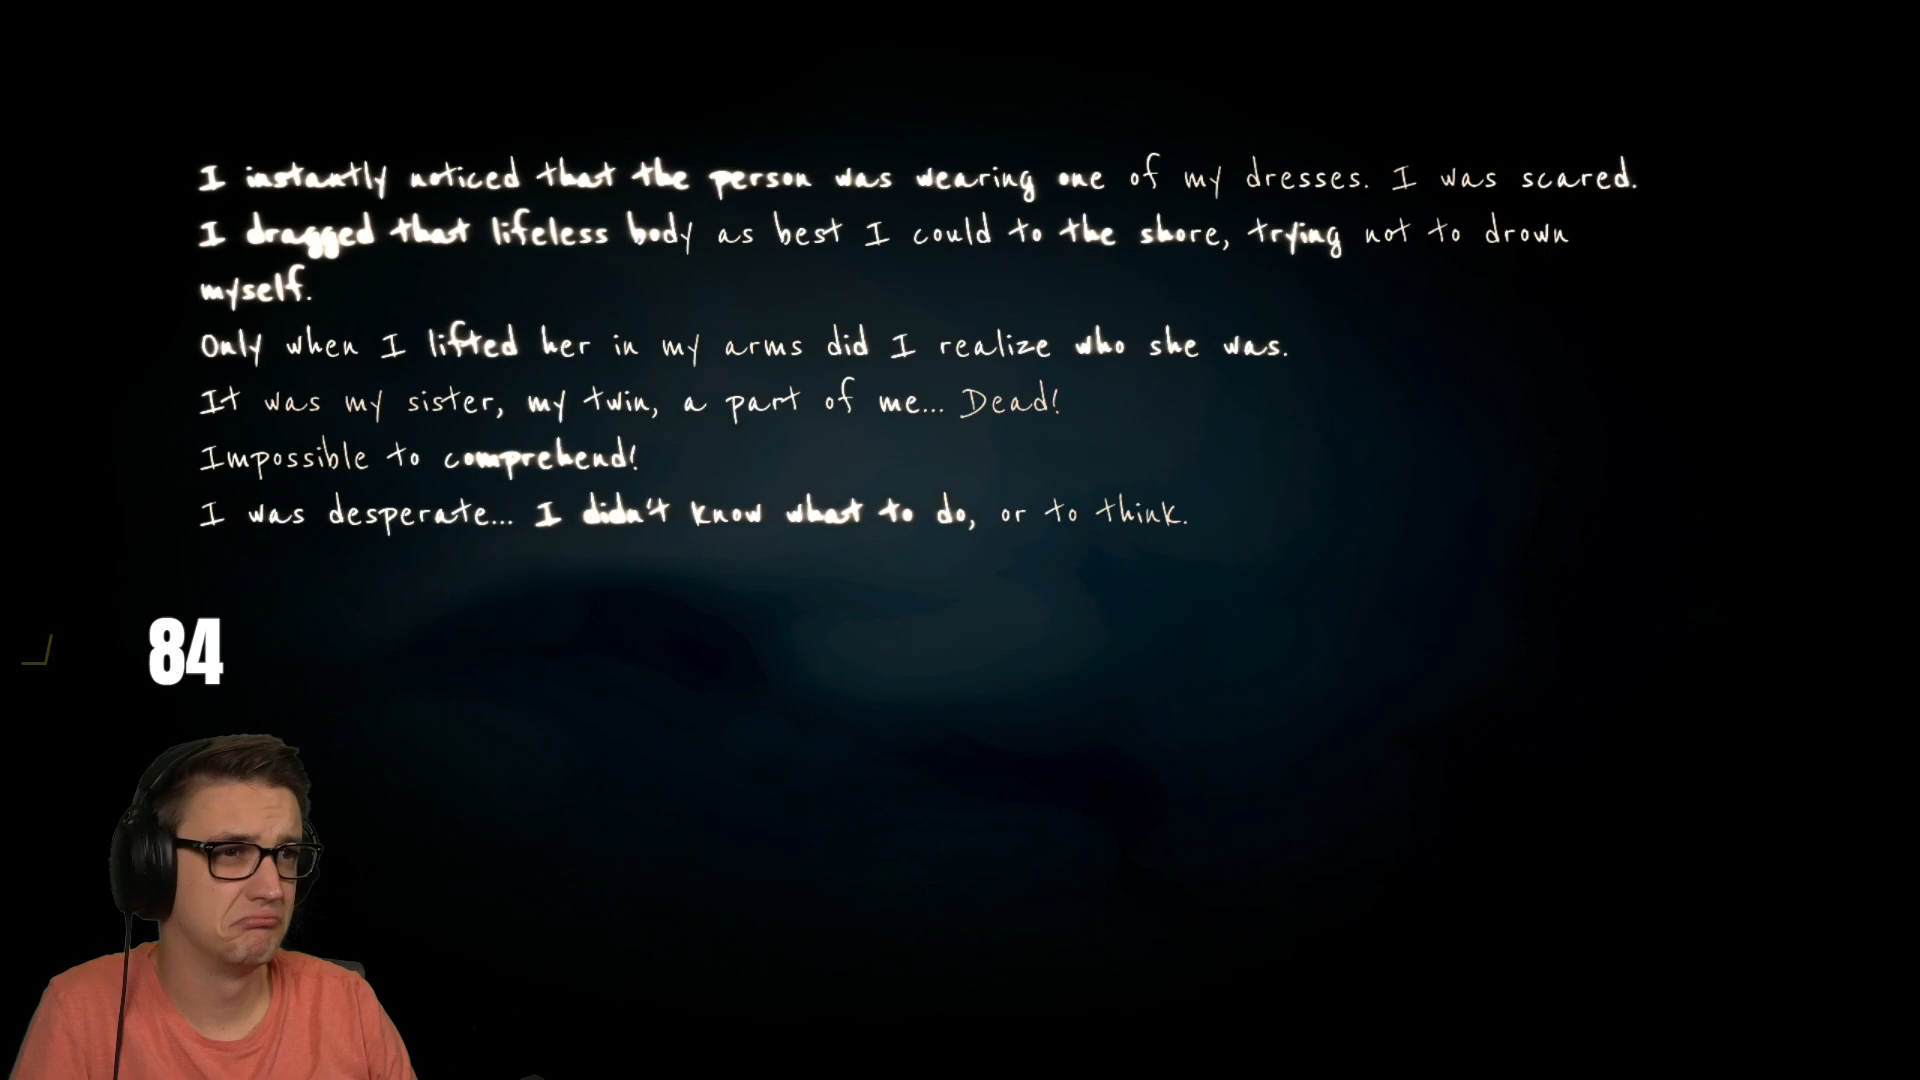 I instantly noticed that the person was wearing one of my dresses. I was scared.
I dragged that lifeless body as best I could to the shore, trying not to drown
myself.
Only when I lifted her in my arms did I realize who she was.
It was my sister, my twin, a part of me... Dead!
Impossible to comprehend!
I was desperate... I didn't know what to do, or to think.
84